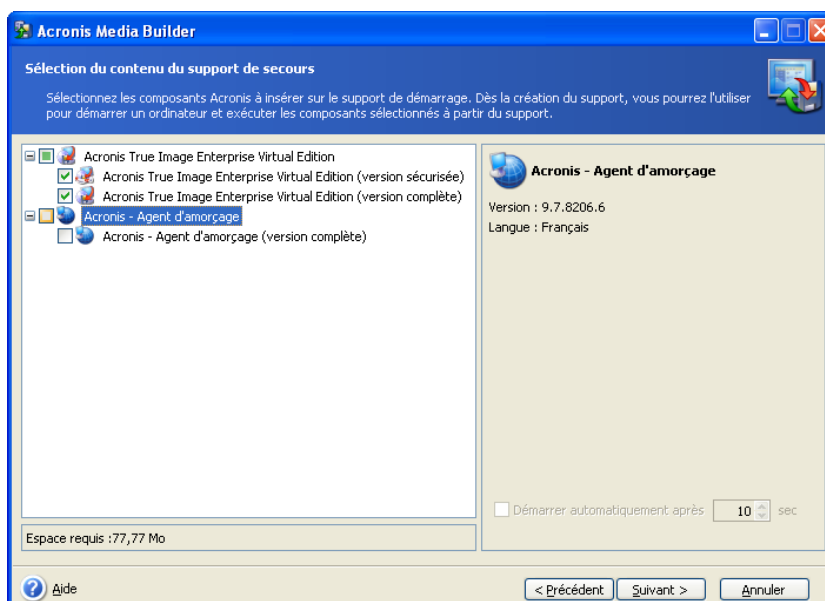 Acronis Media Builder
Sélection du contenu du support de secours
Sélectionnez les composants Acronis à insérer sur le support de démarrage. Dès la création du support, vous pourrez l'utiliser
pour démarrer un ordinateur et exécuter les composants sélectionnés à partir du support.
Acronis True Image Enterprise Virtual Edition
Acronis True Image Enterprise Virtual Edition (version sécurisée)
Acronis True Image Enterprise Virtual Edition (version complète)
Acronis - Agent d'amorçage
Acronis - Agent d'amorçage (version complète)
Espace requis :77,77 Mo
Acronis - Agent d'amorçage
Version : 9.7.8206.6
Langue : Français
Démarrer automatiquement après 10 sec
Aide
< Précédent Suivant > Annuler